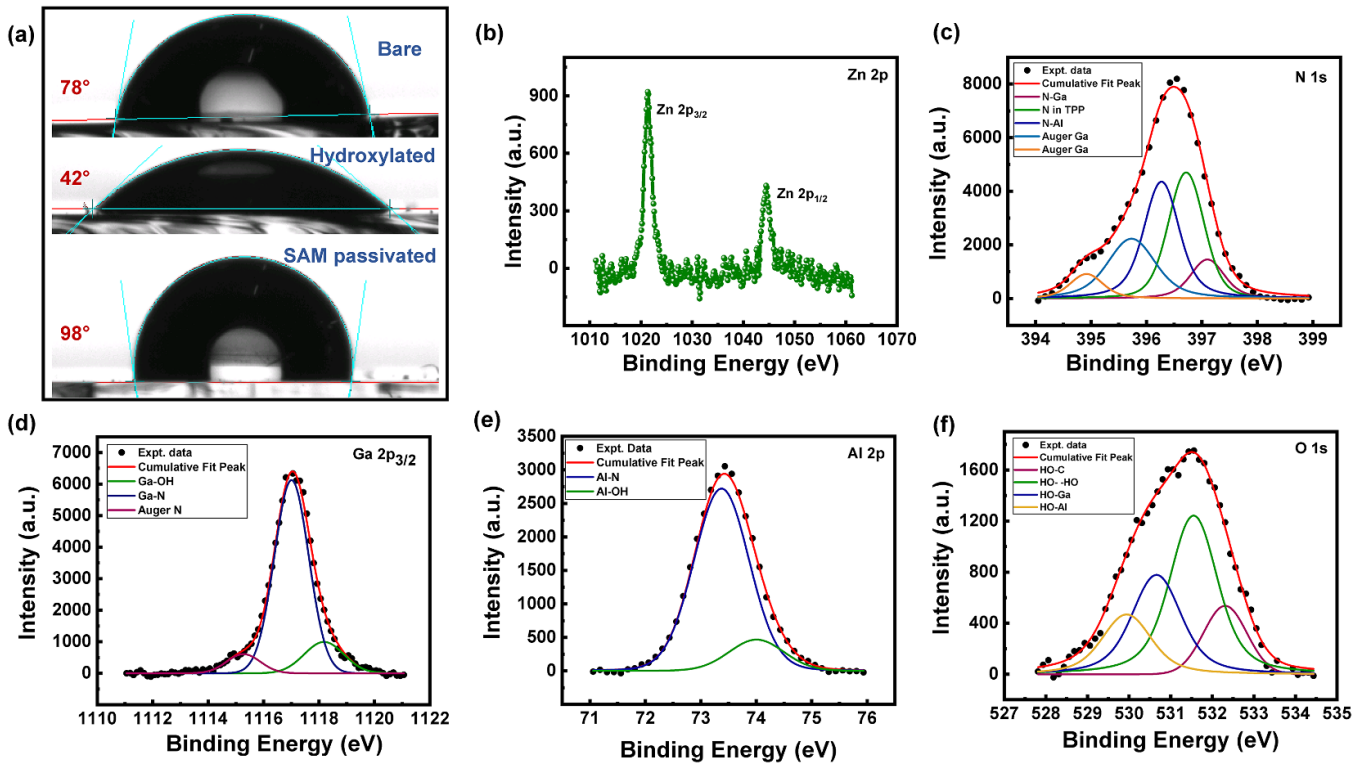 (a)
Bare
78°
Hydroxylated
42°
SAM passivated
98°
(b)
Zn 2p
Zn 2p3/2
Zn 2p1/2
900
600
300
0
Intensity (a.u.)
1010 1020 1030 1040 1050 1060 1070
Binding Energy (eV)
(c)
N 1s
Expt. data
Cumulative Fit Peak
N-Ga
N in TPP
N-Al
Auger Ga
Auger Ga
8000
6000
4000
2000
0
Intensity (a.u.)
394 395 396 397 398 399
Binding Energy (eV)
(d)
Ga 2p3/2
Expt. data
Cumulative Fit Peak
Ga-OH
Ga-N
Auger N
7000
6000
5000
4000
3000
2000
1000
0
Intensity (a.u.)
1110 1112 1114 1116 1118 1120 1122
Binding Energy (eV)
(e)
Al 2p
Expt. Data
Cumulative Fit Peak
Al-N
Al-OH
3500
3000
2500
2000
1500
1000
500
0
Intensity (a.u.)
71 72 73 74 75 76
Binding Energy (eV)
(f)
O 1s
Expt. data
Cumulative Fit Peak
HO-C
HO- -HO
HO-Ga
HO-Al
1600
1200
800
400
0
Intensity (a.u.)
527 528 529 530 531 532 533 534 535
Binding Energy (eV)